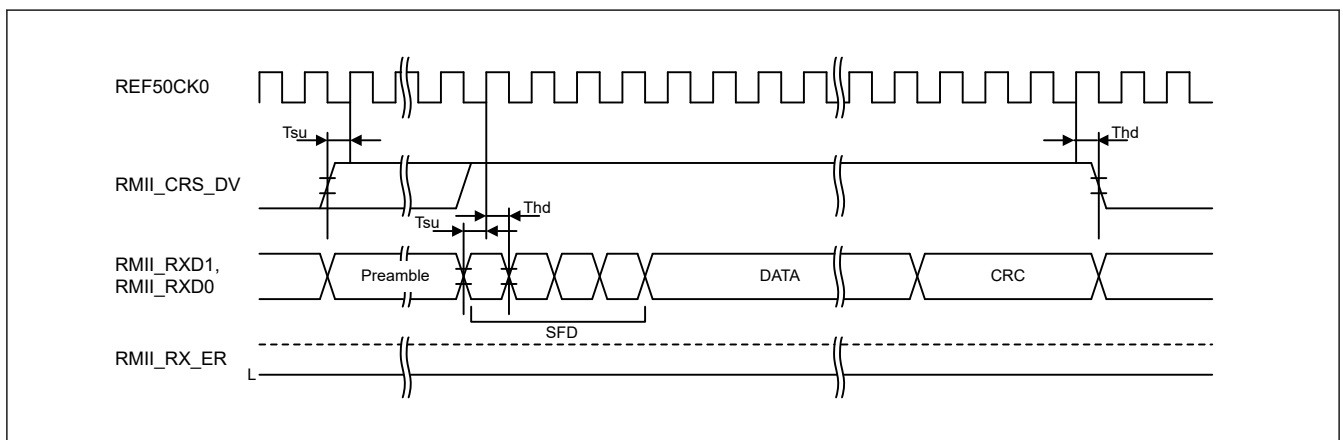 REF50CK0
Tsu
Thd
RMII_CRS_DV
Tsu
Thd
RMII_RXD1,
RMII_RXD0
Preamble
DATA
CRC
SFD
RMII_RX_ER
L